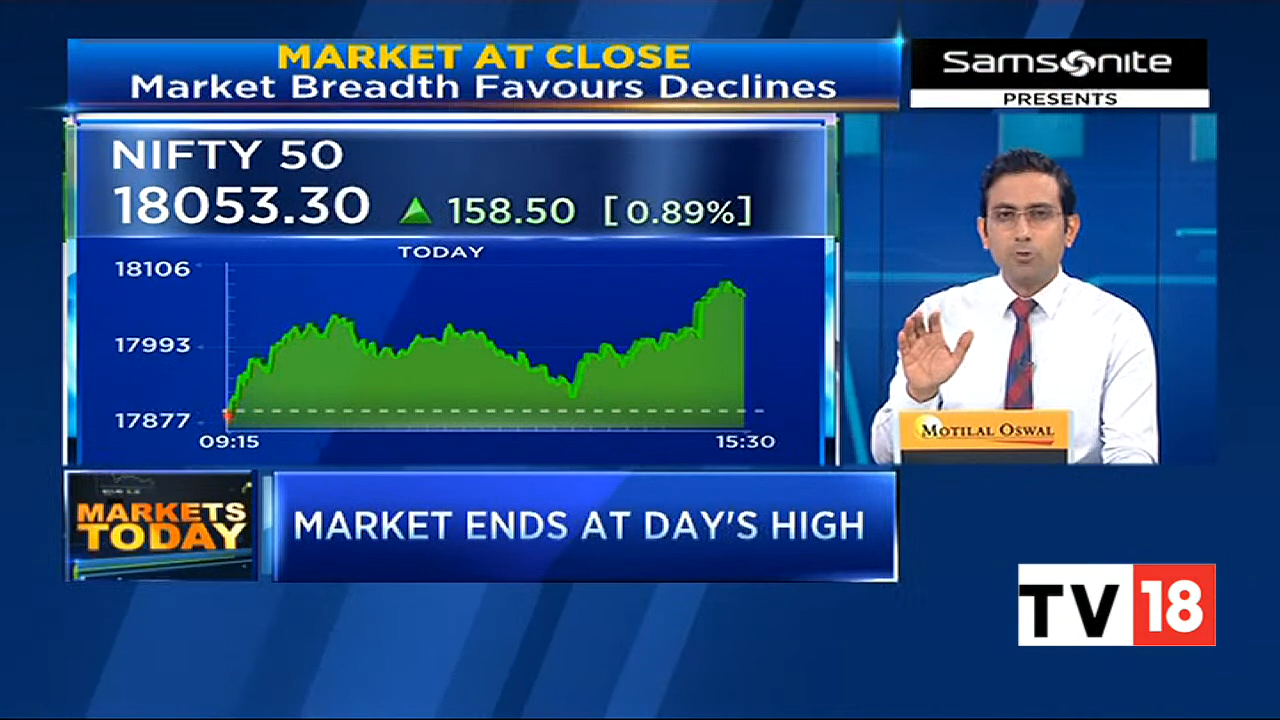 MARKET AT CLOSE
Market Breadth Favours Declines
Samsonite
PRESENTS
NIFTY 50
18053.30 ▲ 158.50 [0.89%]
TODAY
18106
17993
17877
09:15 15:30
MOTILAL OSWAL
MARKETS
TODAY
MARKET ENDS AT DAY'S HIGH
TV18